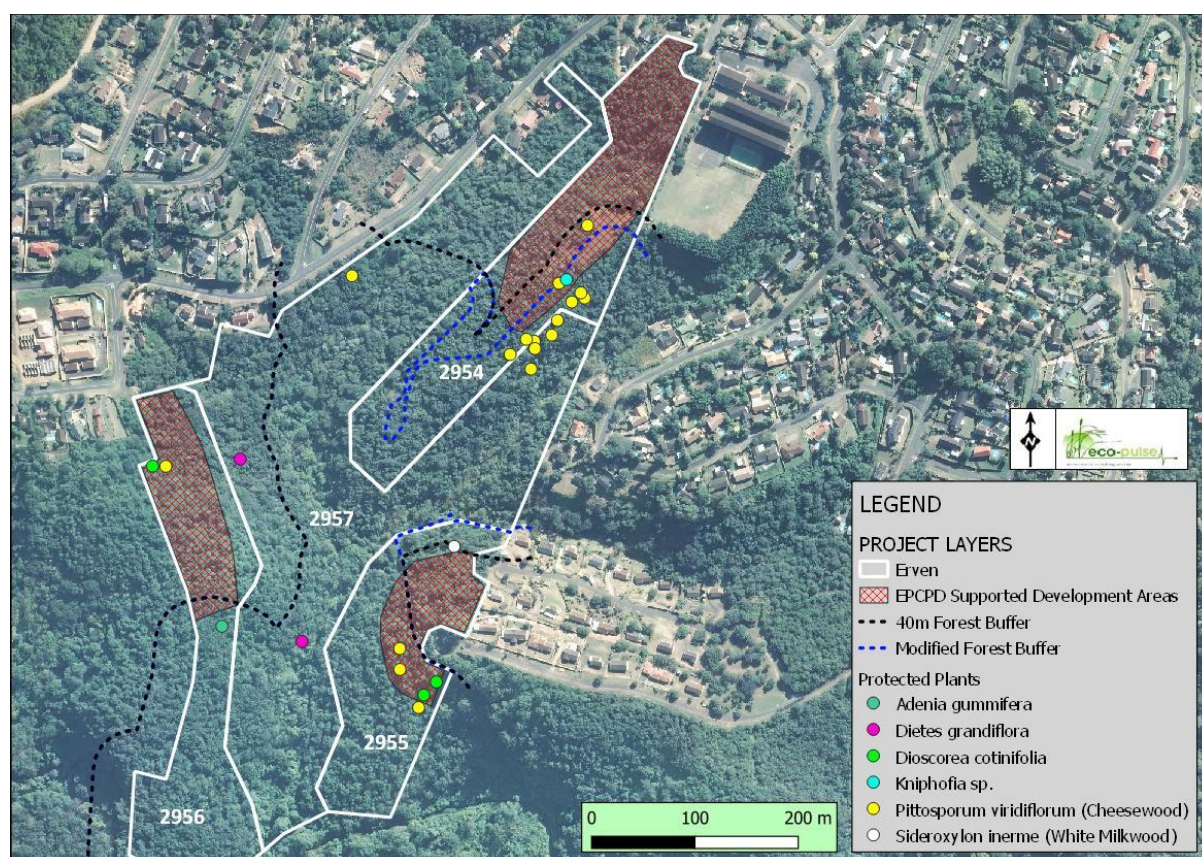 2954
2957
2955
2956
N
eco-pulse
LEGEND
PROJECT LAYERS
Erven
EPCPD Supported Development Areas
40m Forest Buffer
Modified Forest Buffer
Protected Plants
Adenia gummifera
Dietes grandiflora
Dioscorea cotinifolia
Kniphofia sp.
Pittosporum viridiflorum (Cheesewood)
Sideroxylon inerme (White Milkwood)
0 100 200 m